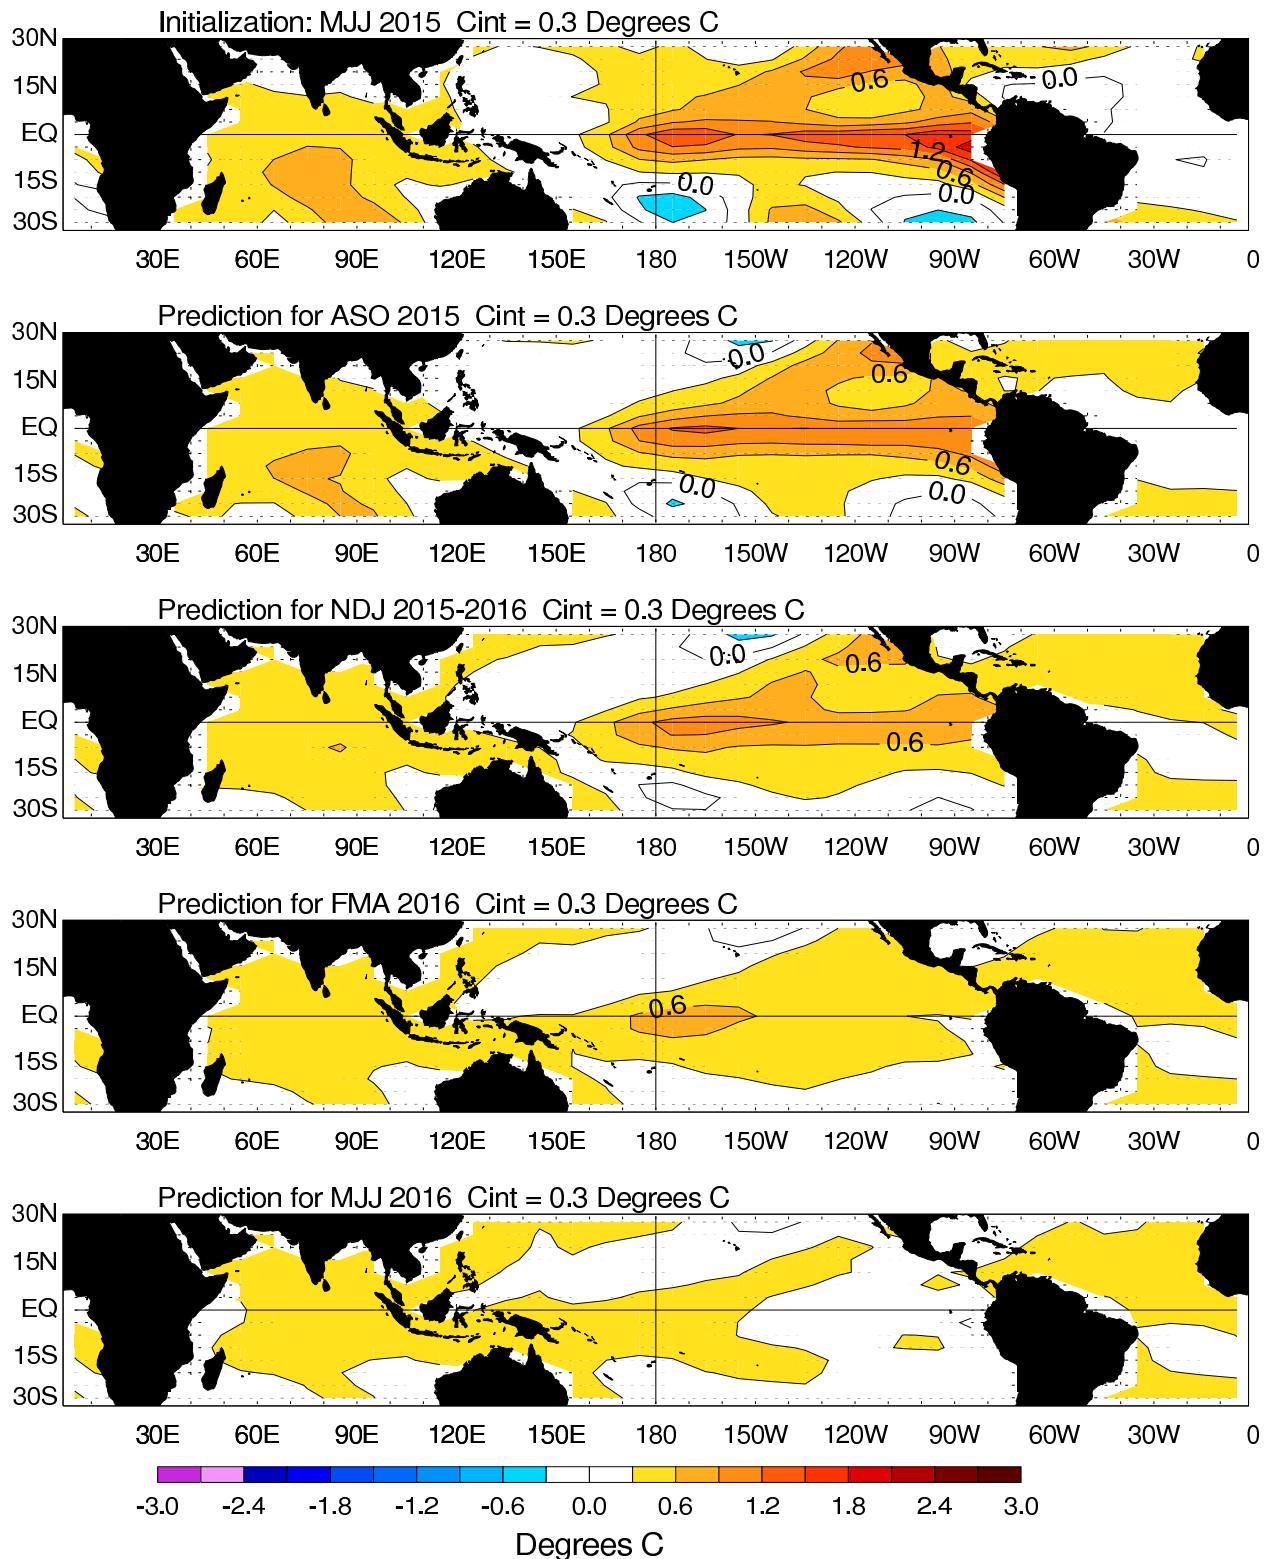 Initialization: MJJ 2015  Cint = 0.3 Degrees C
30N
15N
EQ
15S
30S
0.6
0.0
1.2
0.6
0.0
0.0
30E 60E 90E 120E 150E 180 150W 120W 90W 60W 30W 0
Prediction for ASO 2015  Cint = 0.3 Degrees C
30N
15N
EQ
15S
30S
0.0
0.6
0.6
0.0
0.0
30E 60E 90E 120E 150E 180 150W 120W 90W 60W 30W 0
Prediction for NDJ 2015-2016  Cint = 0.3 Degrees C
30N
15N
EQ
15S
30S
0.0
0.6
0.6
30E 60E 90E 120E 150E 180 150W 120W 90W 60W 30W 0
Prediction for FMA 2016  Cint = 0.3 Degrees C
30N
15N
EQ
15S
30S
0.6
30E 60E 90E 120E 150E 180 150W 120W 90W 60W 30W 0
Prediction for MJJ 2016  Cint = 0.3 Degrees C
30N
15N
EQ
15S
30S
30E 60E 90E 120E 150E 180 150W 120W 90W 60W 30W 0
-3.0 -2.4 -1.8 -1.2 -0.6 0.0 0.6 1.2 1.8 2.4 3.0
Degrees C